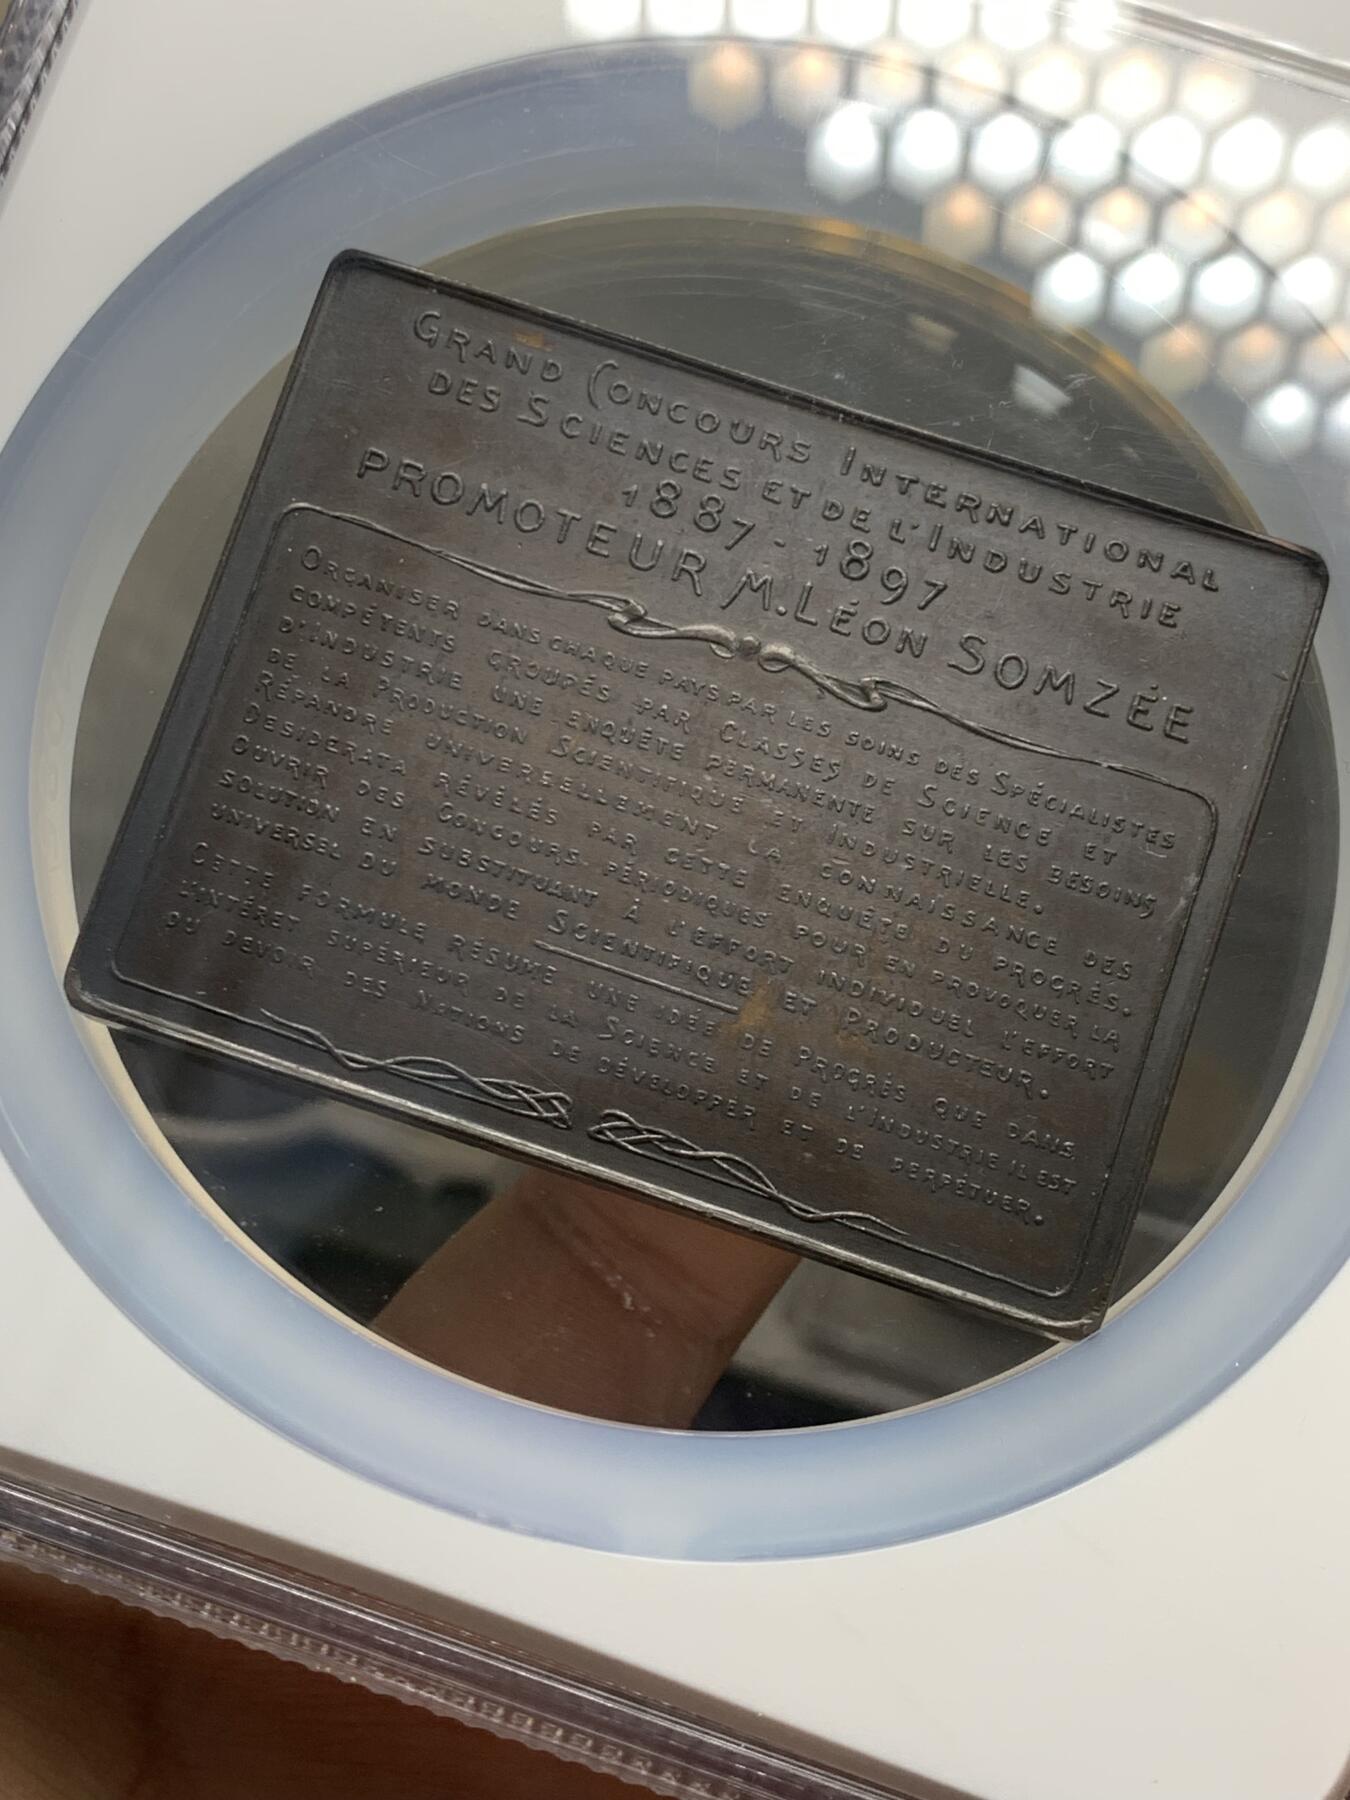 GRAND CONCOURS INTERNATIONAL
DES SCIENCES ET DE L'INDUSTRIE
1887-1897
PROMOTEUR M. LÉON SOMZÉE
ORGANISER DANS CHAQUE PAYS PAR LES SOINS DES SPÉCIALISTES
COMPÉTENTS GROUPÉS PAR CLASSES DE SCIENCE ET
D'INDUSTRIE UNE ENQUÊTE PERMANENTE SUR LES BESOINS
DE LA PRODUCTION SCIENTIFIQUE ET INDUSTRIELLE.
RÉPANDRE UNIVERSELLEMENT LA CONNAISSANCE DES
DESIDERATA RÉVÉLÉS PAR CETTE ENQUÊTE DU PROGRÈS.
OUVRIR DES CONCOURS PÉRIODIQUES POUR EN PROVOQUER LA
SOLUTION EN SUBSTITUANT À L'EFFORT INDIVIDUEL L'EFFORT
UNIVERSEL DU MONDE SCIENTIFIQUE ET PRODUCTEUR.
CETTE FORMULE RÉSUME UNE IDÉE DE PROGRÈS QUE DANS
L'INTÉRET SUPÉRIEUR DE LA SCIENCE ET DE L'INDUSTRIE IL EST
DU DEVOIR DES NATIONS DE DÉVELOPPER ET DE PERPÉTUER.